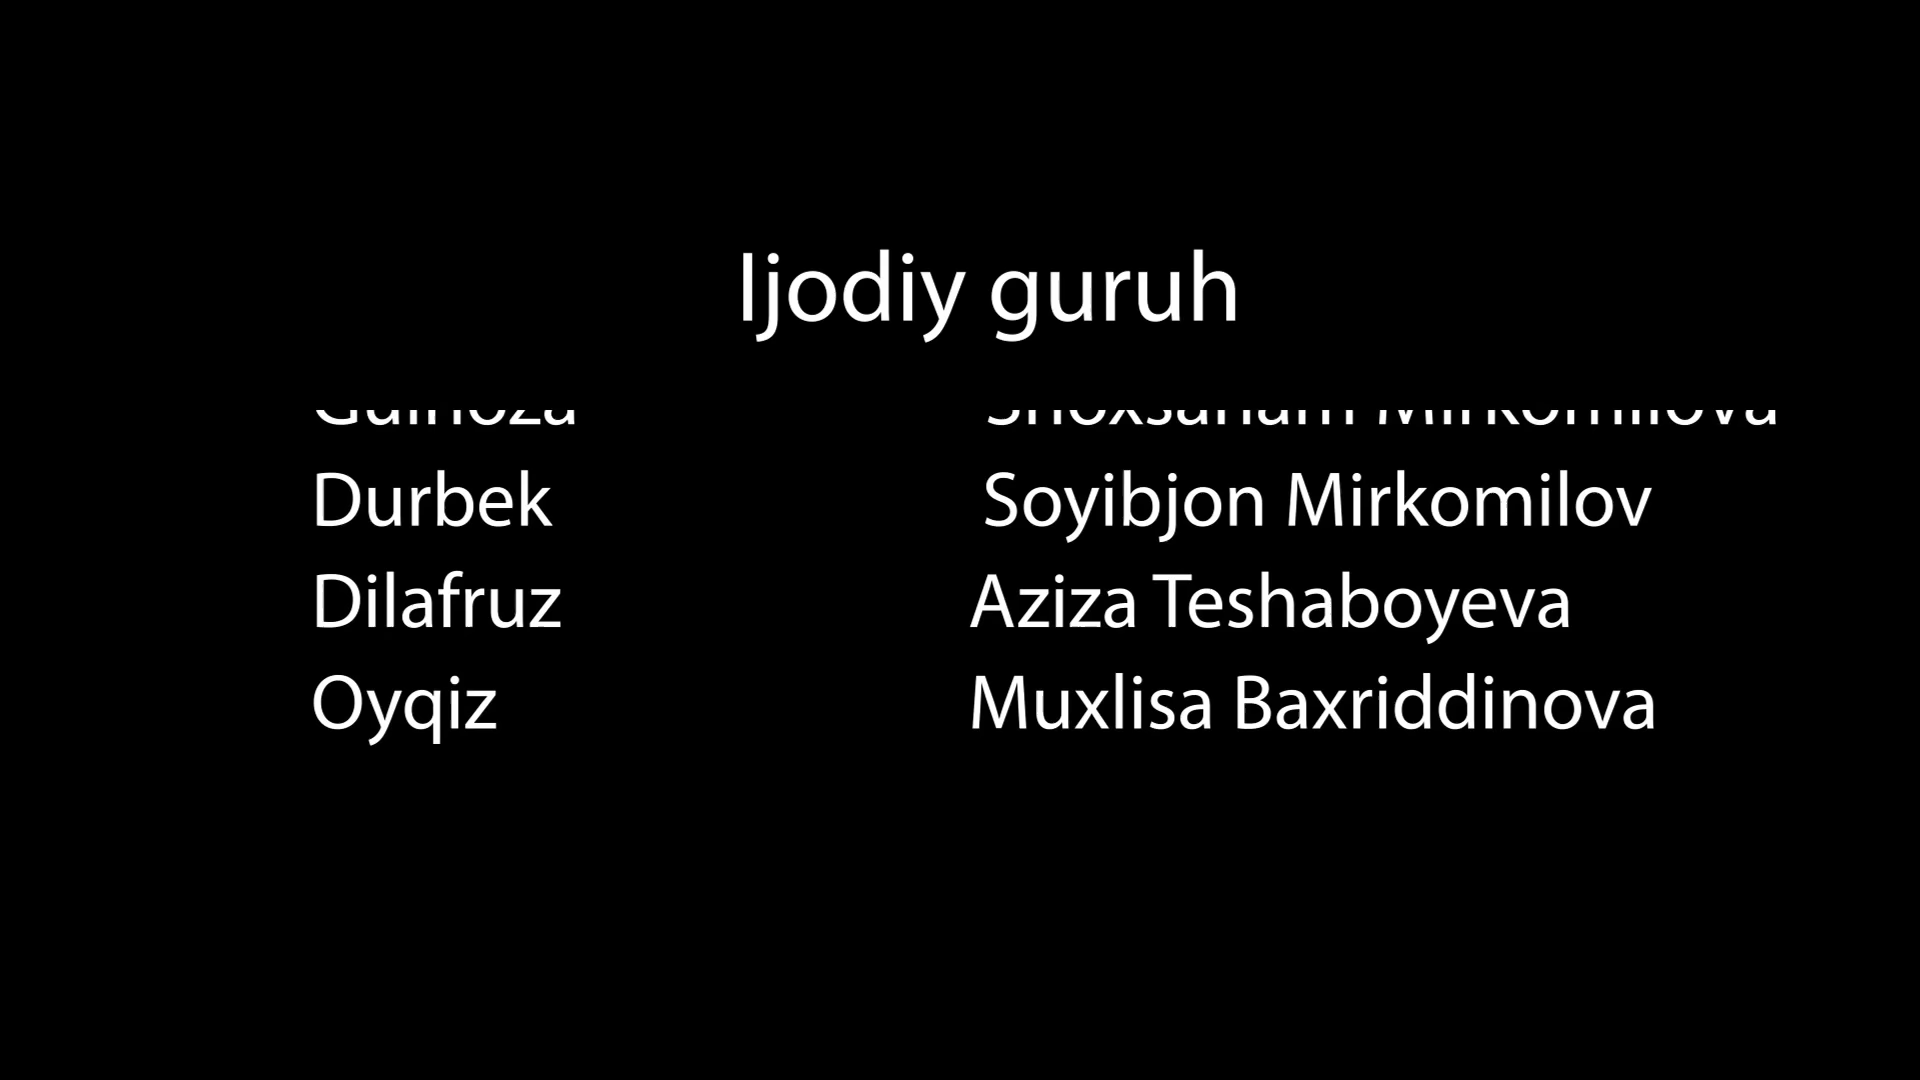 Ijodiy guruh
Durbek Soyibjon Mirkomilov
Dilafruz Aziza Teshaboyeva
Oyqiz Muxlisa Baxriddinova